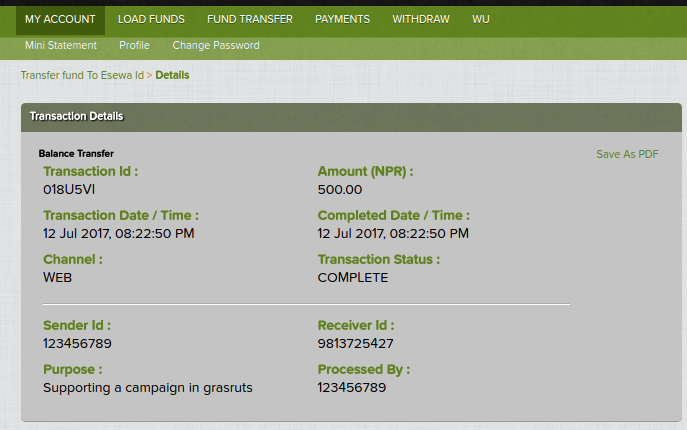 MY ACCOUNT LOAD FUNDS FUND TRANSFER PAYMENTS WITHDRAW WU
Mini Statement Profile Change Password
Transfer fund To Esewa Id > Details
Transaction Details
Balance Transfer Save As PDF
Transaction Id : Amount (NPR) :
018U5VI 500.00
Transaction Date / Time : Completed Date / Time :
12 Jul 2017, 08:22:50 PM 12 Jul 2017, 08:22:50 PM
Channel : Transaction Status :
WEB COMPLETE
Sender Id : Receiver Id :
123456789 9813725427
Purpose : Processed By :
Supporting a campaign in grasruts 123456789